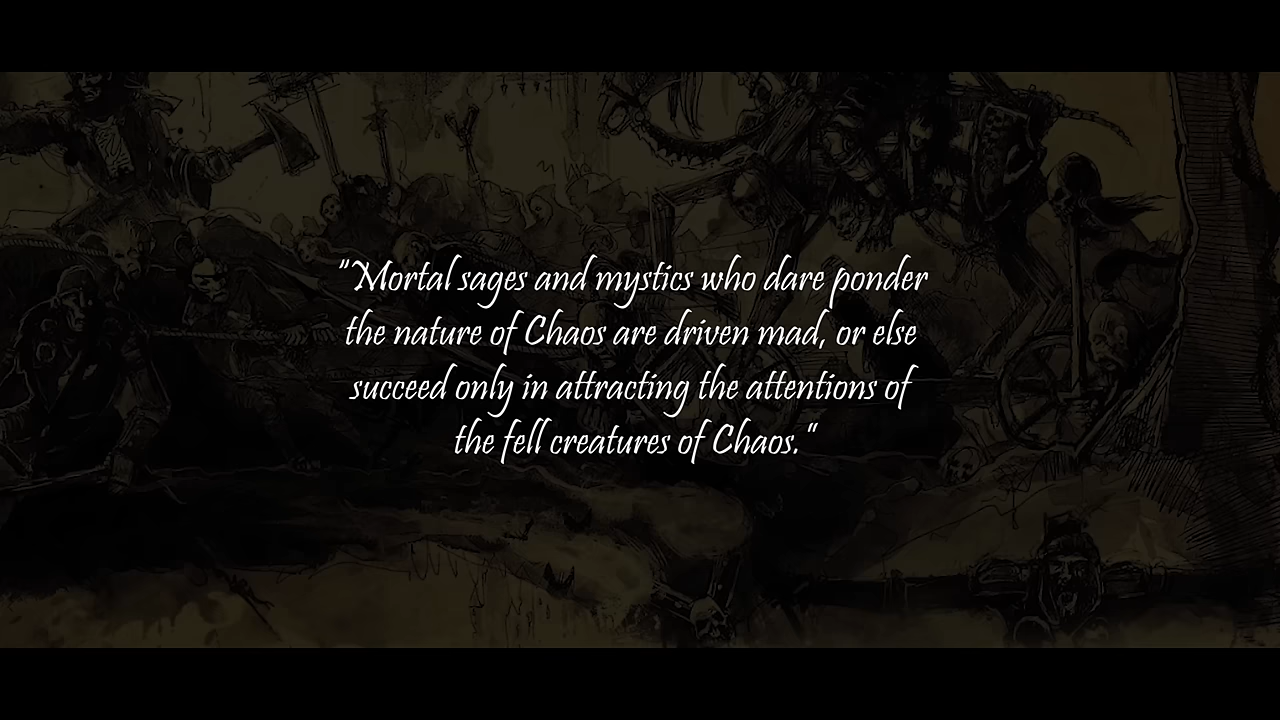 "Mortal sages and mystics who dare ponder
the nature of Chaos are driven mad, or else
succeed only in attracting the attentions of
the fell creatures of Chaos."